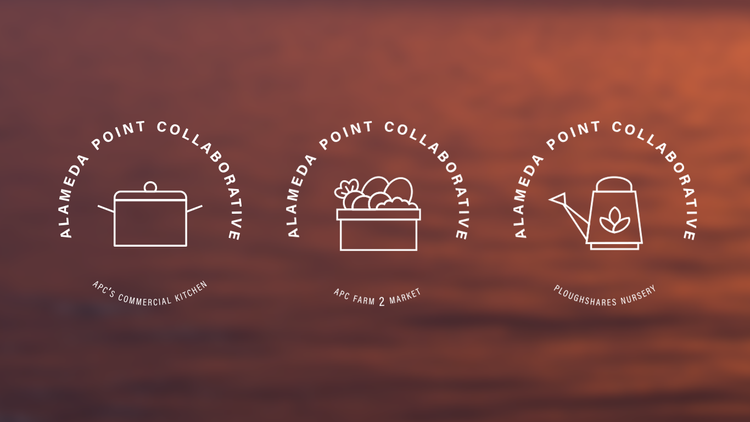 ALAMEDA POINT COLLABORATIVE
APC'S COMMERCIAL KITCHEN
ALAMEDA POINT COLLABORATIVE
APC FARM 2 MARKET
ALAMEDA POINT COLLABORATIVE
PLOUGHSHARES NURSERY